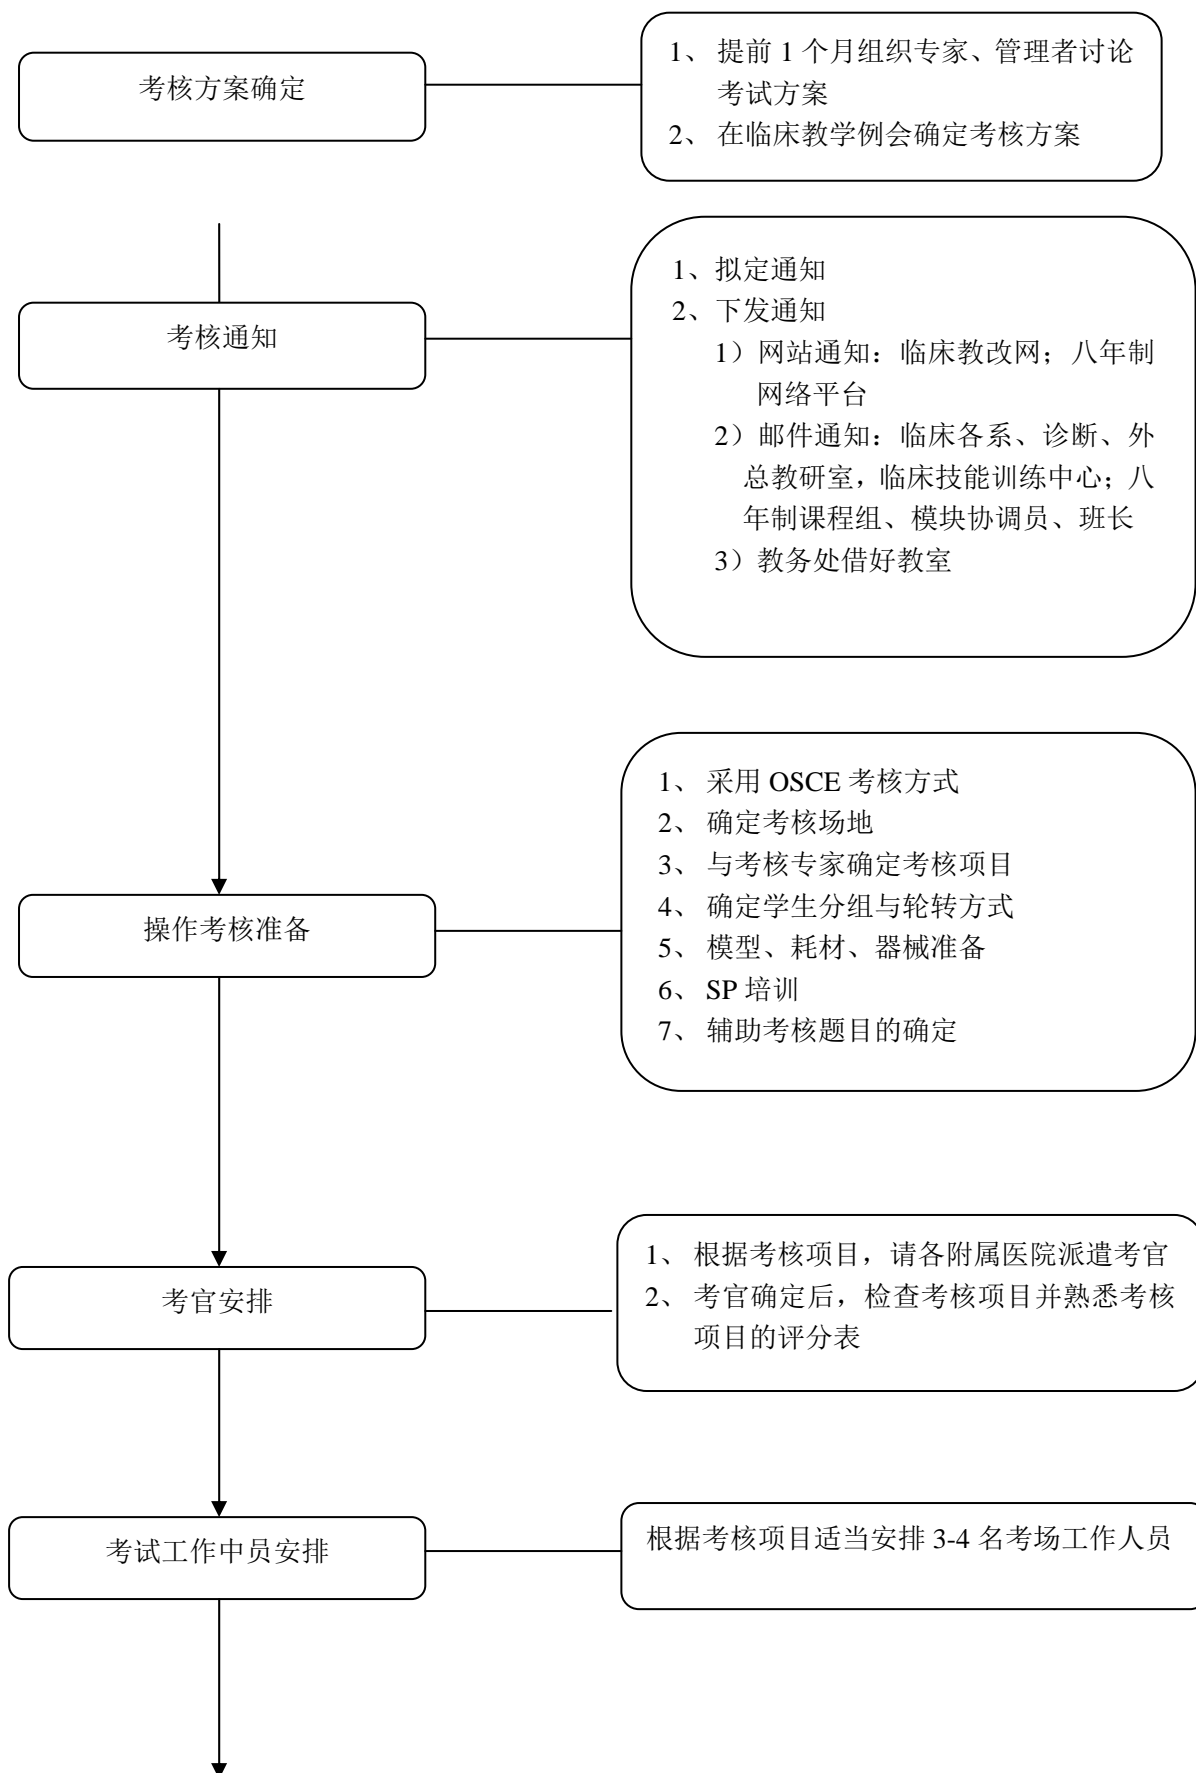 考核方案确定
1、 提前 1 个月组织专家、管理者讨论
考试方案
2、 在临床教学例会确定考核方案
考核通知
1、拟定通知
2、下发通知
1）网站通知：临床教改网；八年制
网络平台
2）邮件通知：临床各系、诊断、外
总教研室，临床技能训练中心；八
年制课程组、模块协调员、班长
3）教务处借好教室
操作考核准备
1、 采用 OSCE 考核方式
2、 确定考核场地
3、 与考核专家确定考核项目
4、 确定学生分组与轮转方式
5、 模型、耗材、器械准备
6、 SP 培训
7、 辅助考核题目的确定
考官安排
1、 根据考核项目，请各附属医院派遣考官
2、 考官确定后，检查考核项目并熟悉考核
项目的评分表
考试工作中员安排
根据考核项目适当安排 3-4 名考场工作人员